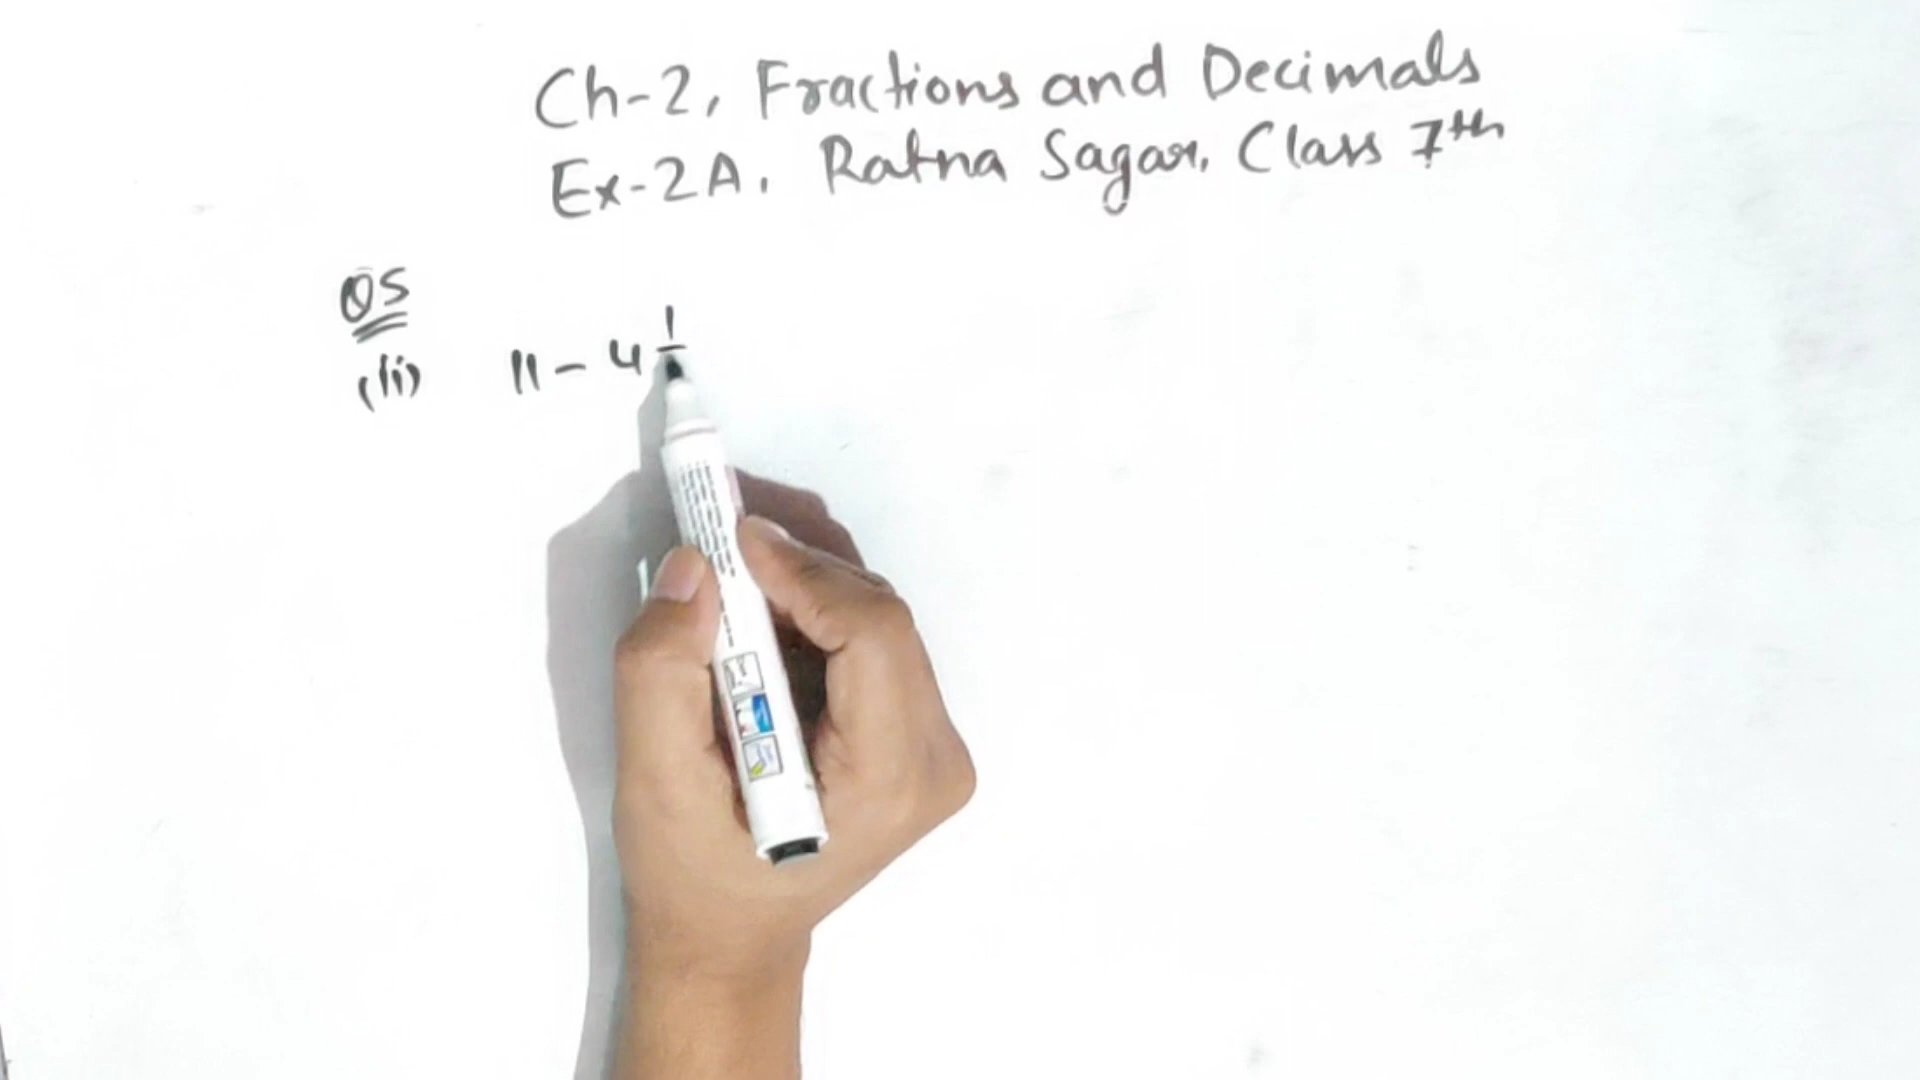 Ch-2, Fractions and Decimals
Ex-2A, Ratna Sagar, Class 7th
Q5
(ii) 11 - 4 1/